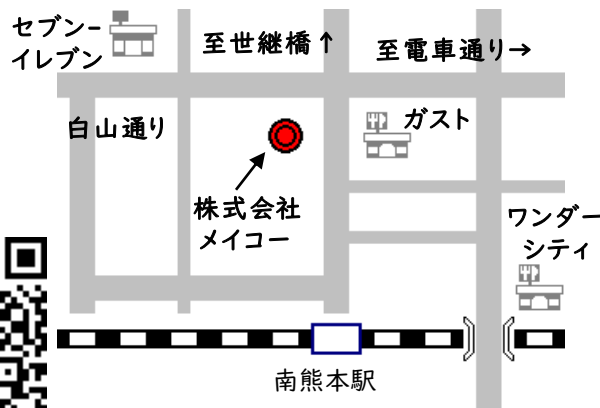 セブン-
イレブン
至世継橋↑
至電車通り→
白山通り
ガスト
株式会社
メイコー
ワンダー
シティ
南熊本駅